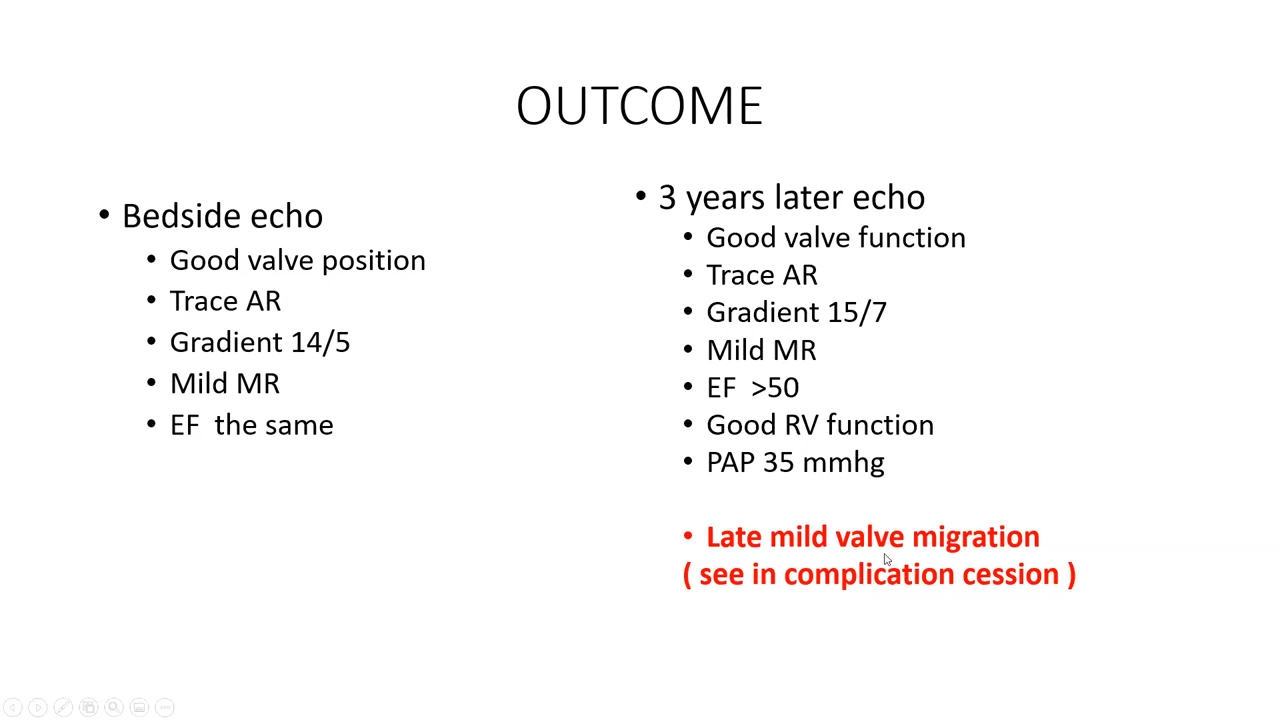 OUTCOME
• Bedside echo
• Good valve position
• Trace AR
• Gradient 14/5
• Mild MR
• EF the same
• 3 years later echo
• Good valve function
• Trace AR
• Gradient 15/7
• Mild MR
• EF >50
• Good RV function
• PAP 35 mmhg
• Late mild valve migration
( see in complication cession )